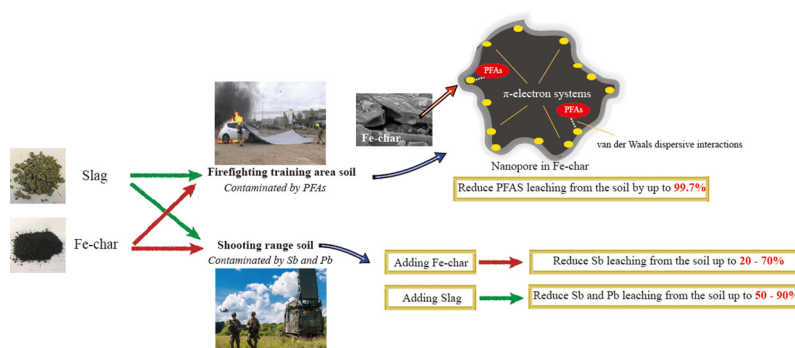 PFAs
π-electron systems
PFAs
Fe-char
van der Waals dispersive interactions
Nanopore in Fe-char
Slag
Firefighting training area soil
Contaminated by PFAs
Reduce PFAS leaching from the soil by up to 99.7%
Fe-char
Shooting range soil
Contaminated by Sb and Pb
Adding Fe-char
Reduce Sb leaching from the soil up to 20 - 70%
Adding Slag
Reduce Sb and Pb leaching from the soil up to 50 - 90%